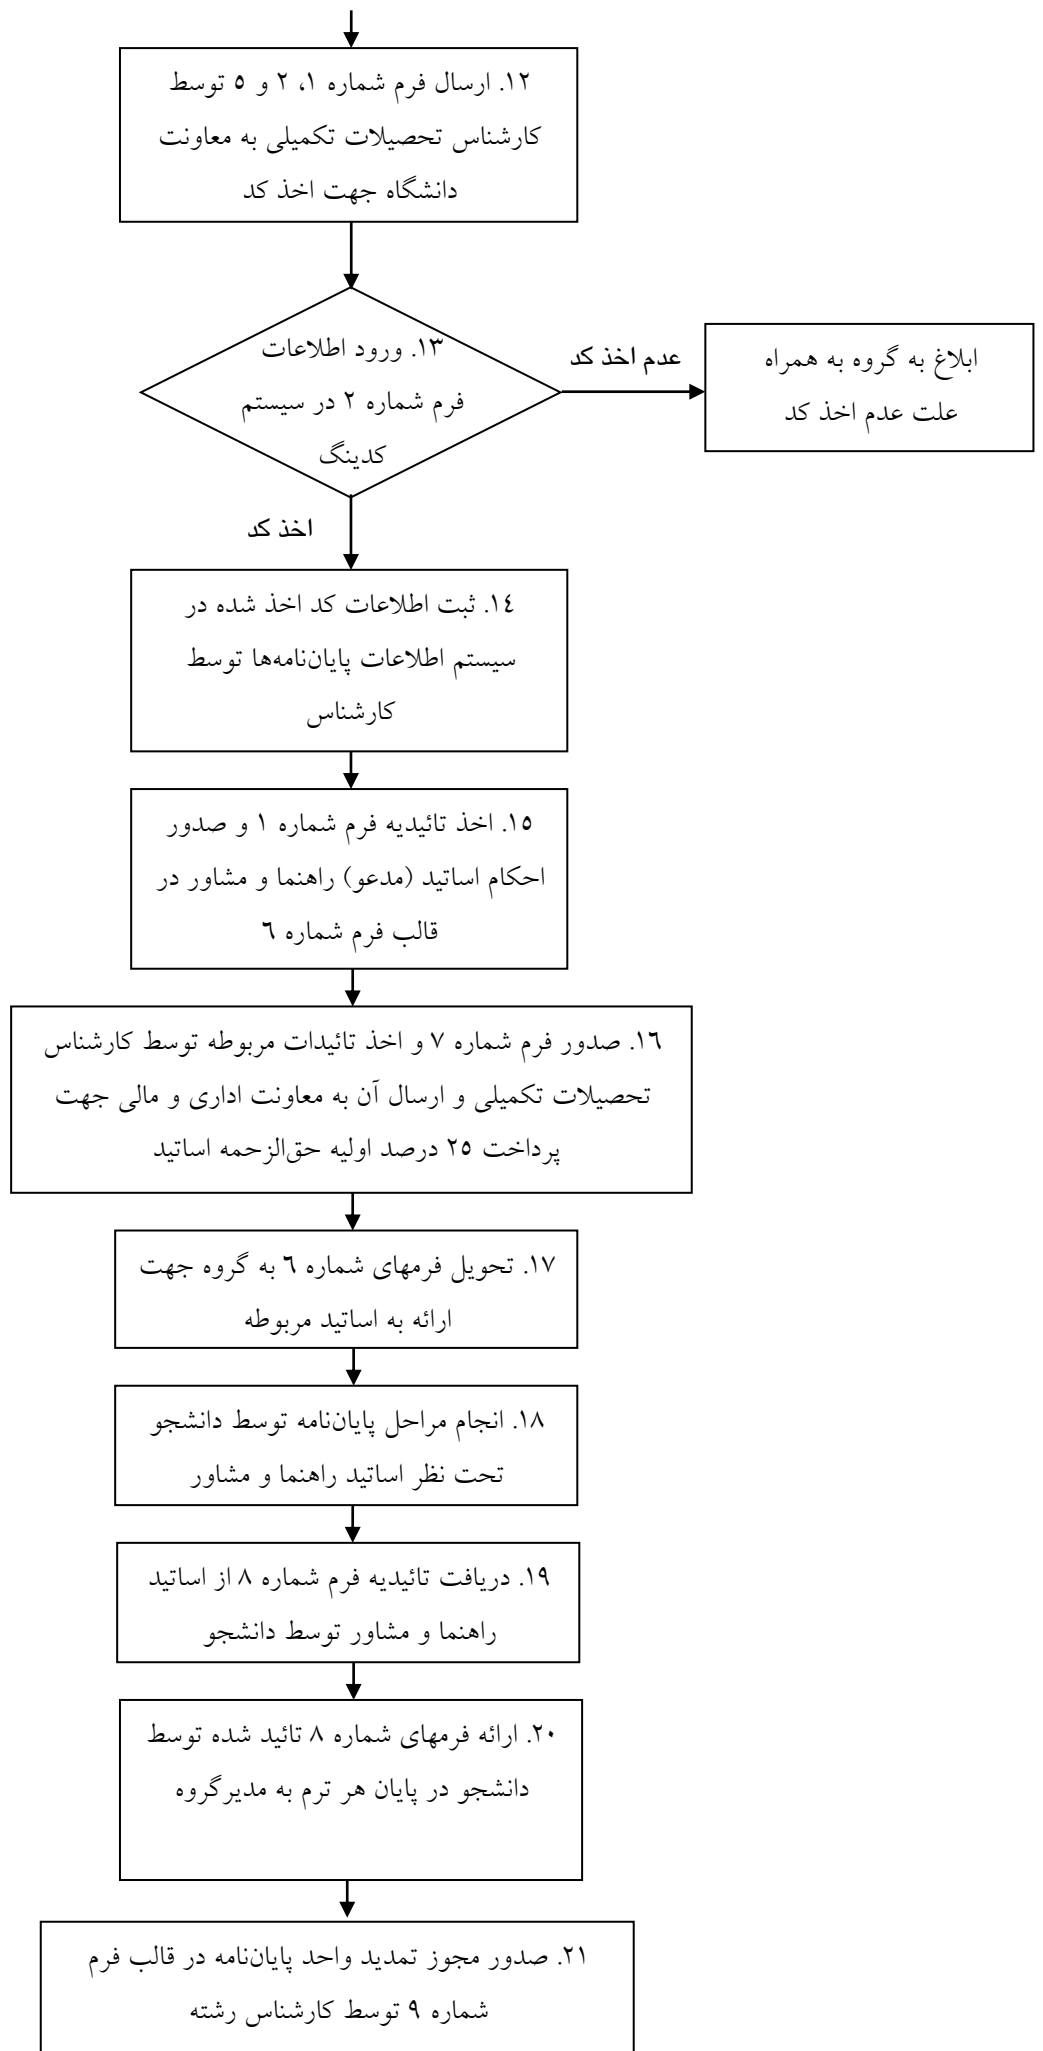 ۱۲. ارسال فرم شماره ۱، ۲ و ۵ توسط
کارشناس تحصیلات تکمیلی به معاونت
دانشگاه جهت اخذ کد
۱۳. ورود اطلاعات
فرم شماره ۲ در سیستم
کدینگ
عدم اخذ کد
ابلاغ به گروه به همراه
علت عدم اخذ کد
اخذ کد
۱۴. ثبت اطلاعات کد اخذ شده در
سیستم اطلاعات پایان‌نامه‌ها توسط
کارشناس
۱۵. اخذ تائیدیه فرم شماره ۱ و صدور
احکام اساتید (مدعو) راهنما و مشاور در
قالب فرم شماره ۶
۱۶. صدور فرم شماره ۷ و اخذ تائیدات مربوطه توسط کارشناس
تحصیلات تکمیلی و ارسال آن به معاونت اداری و مالی جهت
پرداخت ۲۵ درصد اولیه حق‌الزحمه اساتید
۱۷. تحویل فرمهای شماره ۶ به گروه جهت
ارائه به اساتید مربوطه
۱۸. انجام مراحل پایان‌نامه توسط دانشجو
تحت نظر اساتید راهنما و مشاور
۱۹. دریافت تائیدیه فرم شماره ۸ از اساتید
راهنما و مشاور توسط دانشجو
۲۰. ارائه فرمهای شماره ۸ تائید شده توسط
دانشجو در پایان هر ترم به مدیرگروه
۲۱. صدور مجوز تمدید واحد پایان‌نامه در قالب فرم
شماره ۹ توسط کارشناس رشته